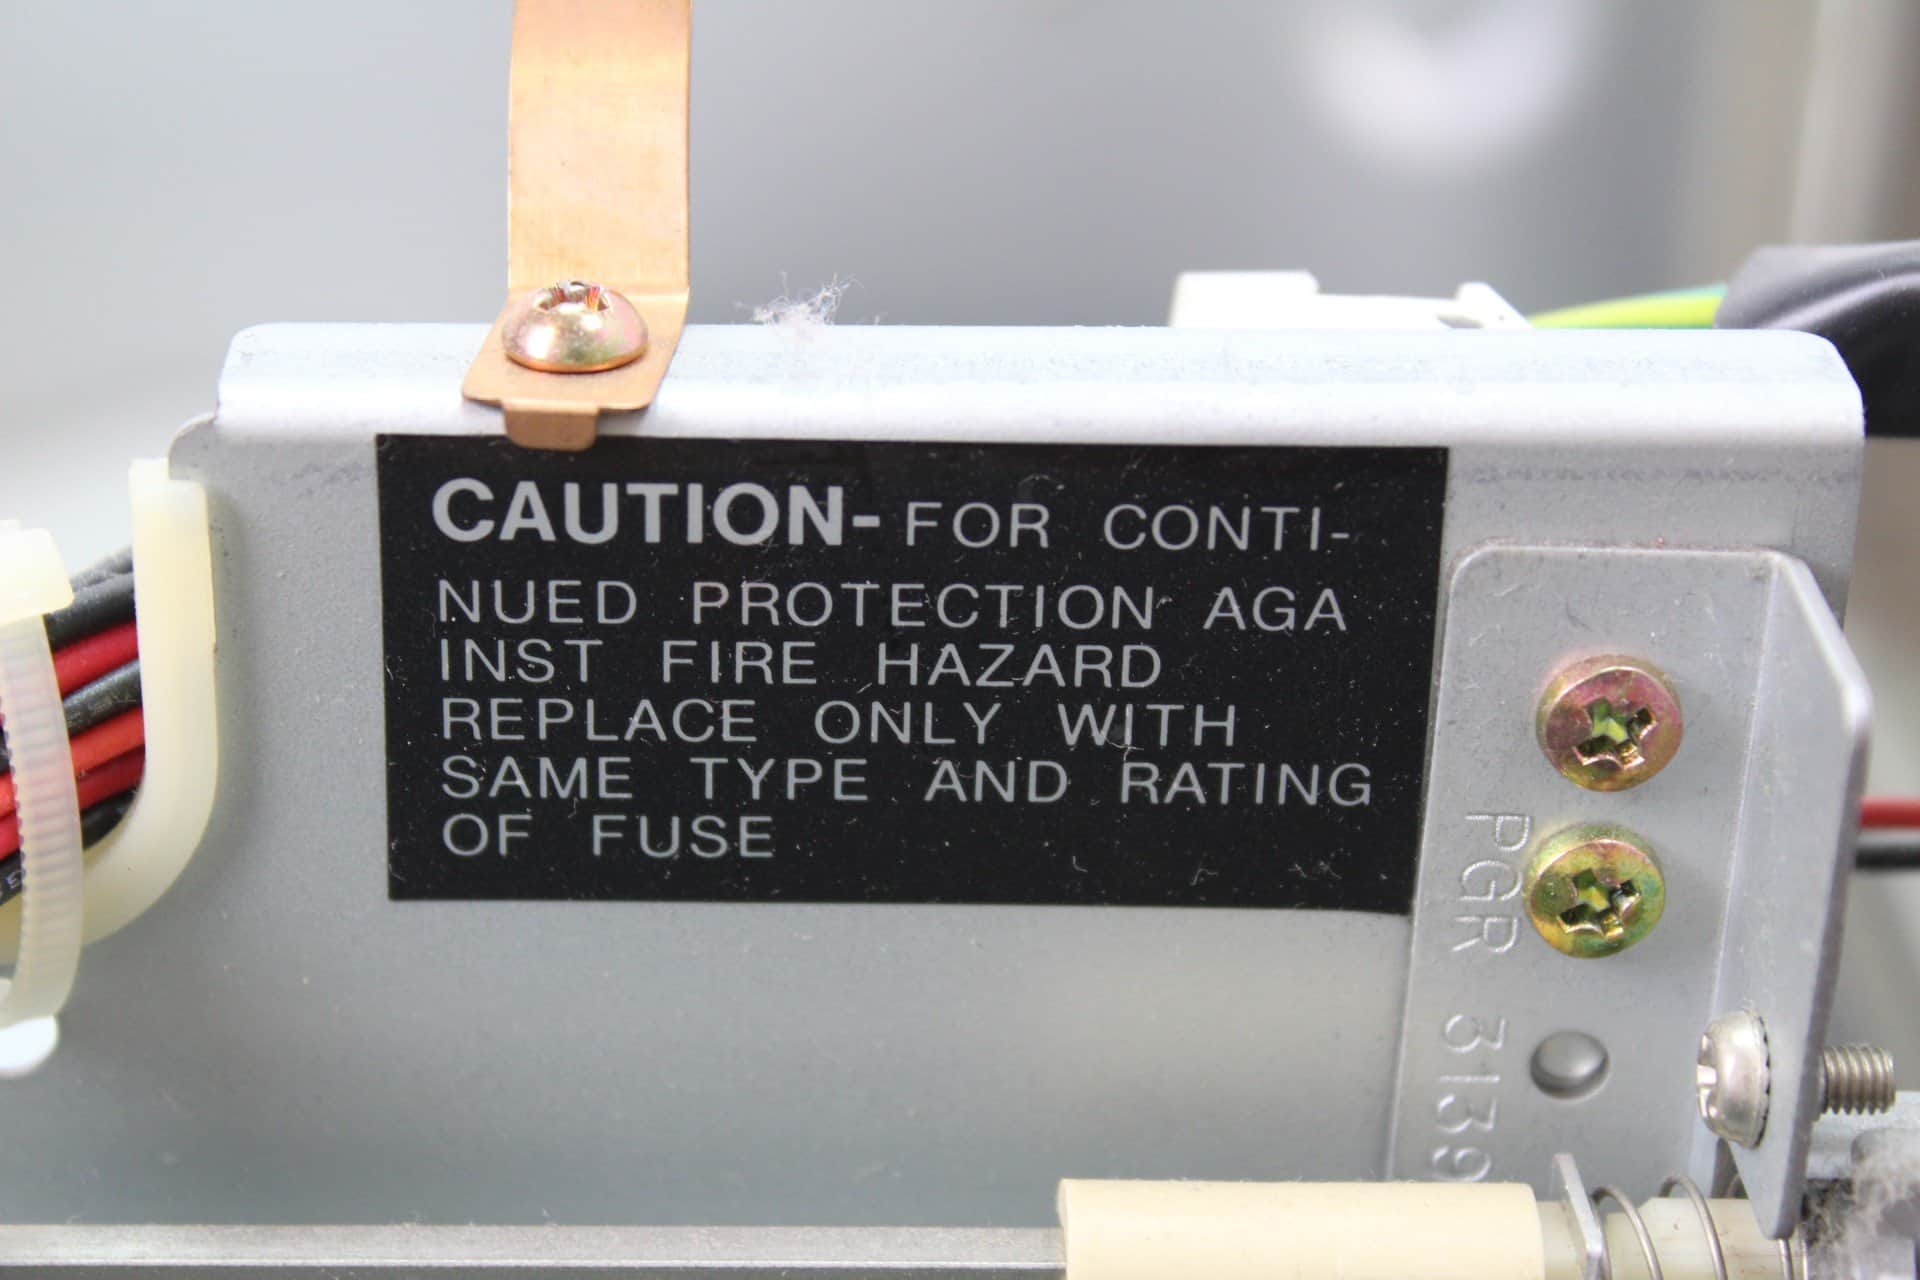 CAUTION- FOR CONTI-
NUED PROTECTION AGA
INST FIRE HAZARD
REPLACE ONLY WITH
SAME TYPE AND RATING
OF FUSE
PGR 3139